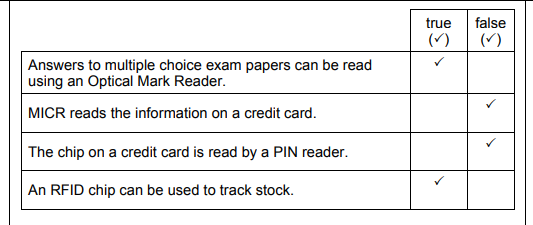 true false
(✓) (✓)
Answers to multiple choice exam papers can be read ✓
using an Optical Mark Reader.
MICR reads the information on a credit card. ✓
The chip on a credit card is read by a PIN reader. ✓
An RFID chip can be used to track stock. ✓